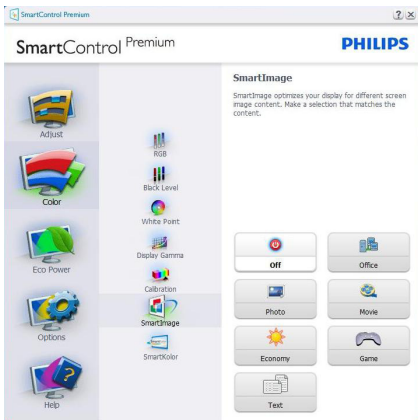 SmartControl Premium
SmartControl Premium
PHILIPS
Adjust
Color
Eco Power
Options
Help
RGB
Black Level
White Point
Display Gamma
Calibration
SmartImage
SmartKolor
SmartImage
SmartImage optimizes your display for different screen
image content. Make a selection that matches the
content.
Off
Office
Photo
Movie
Economy
Game
Text